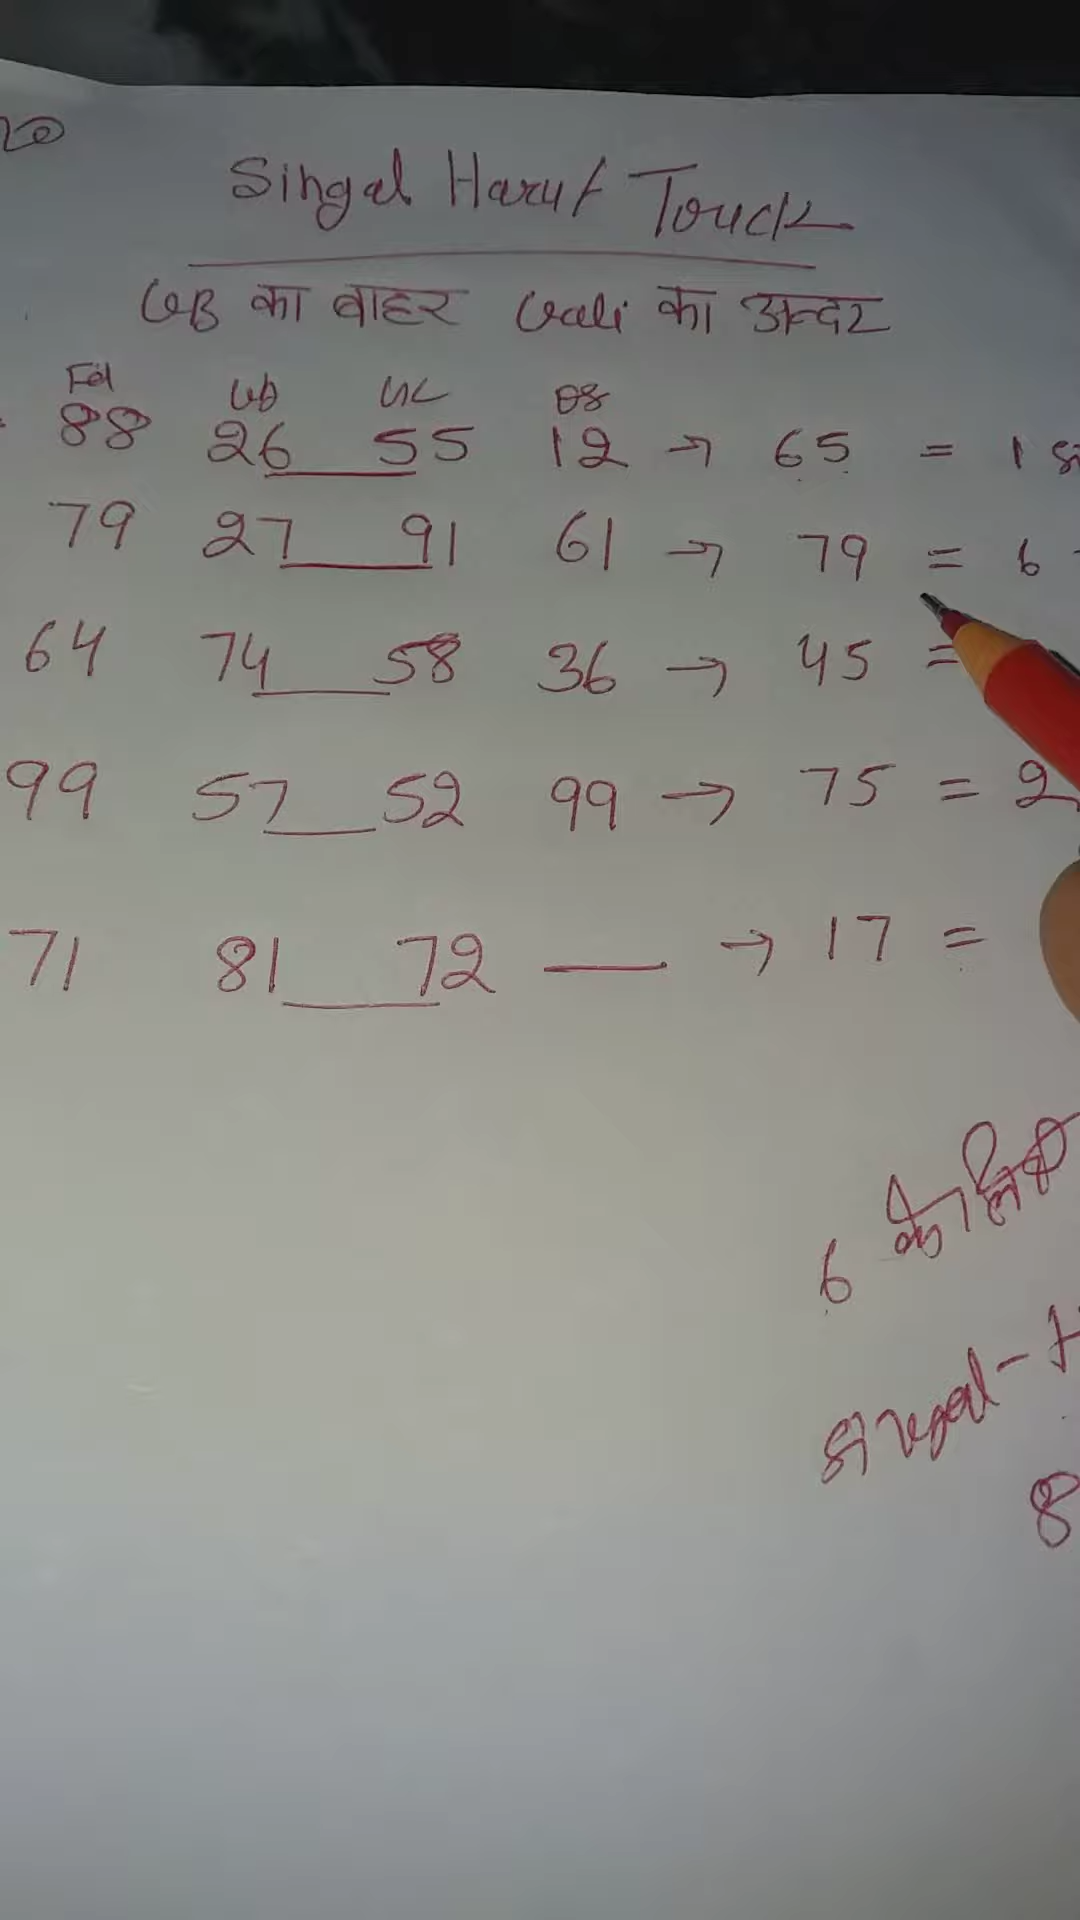 Singal Haruf Touch
GB का बाहर Gali का अन्दर
Fd Gb GL DS
88 26 55 12 → 65 = 1
79 27 91 61 → 79 = 6
64 74 58 36 → 45 =
99 57 52 99 → 75 = 2
71 81 72 — → 17 =
6
singal-
8